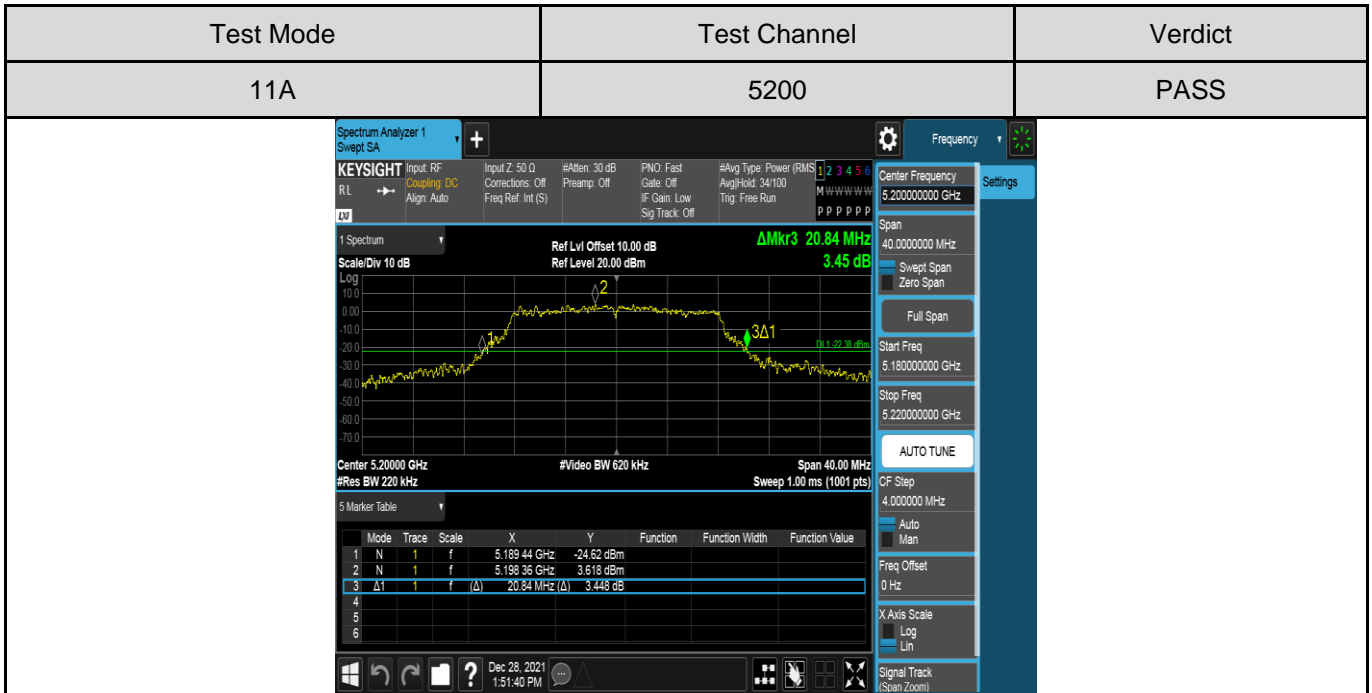 Test Mode Test Channel Verdict
11A 5200 PASS
Spectrum Analyzer 1
Swept SA
+
Frequency
KEYSIGHT Input: RF Input Z: 50 Ω #Atten: 30 dB PNO: Fast #Avg Type: Power (RMS 1 2 3 4 5 6
RL Coupling: DC Corrections: Off Preamp: Off Gate: Off Avg|Hold: 34/100 M W W W W W
Align: Auto Freq Ref: Int (S) IF Gain: Low Trig: Free Run
LXI Sig Track: Off P P P P P P
Center Frequency
5.200000000 GHz
Settings
1 Spectrum Ref Lvl Offset 10.00 dB ΔMkr3 20.84 MHz
Scale/Div 10 dB Ref Level 20.00 dBm 3.45 dB
Log
10.0
0.00
-10.0
-20.0
-30.0
-40.0
-50.0
-60.0
-70.0
1
2
3Δ1
DL1 -22.38 dBm
Center 5.20000 GHz #Video BW 620 kHz Span 40.00 MHz
#Res BW 220 kHz Sweep 1.00 ms (1001 pts)
Span
40.0000000 MHz
Swept Span
Zero Span
Full Span
Start Freq
5.180000000 GHz
Stop Freq
5.220000000 GHz
AUTO TUNE
CF Step
4.000000 MHz
Auto
Man
Freq Offset
0 Hz
X Axis Scale
Log
Lin
Signal Track
(Span Zoom)
5 Marker Table
Mode Trace Scale X Y Function Function Width Function Value
1 N 1 f 5.189 44 GHz -24.62 dBm
2 N 1 f 5.198 36 GHz 3.618 dBm
3 Δ1 1 f (Δ) 20.84 MHz (Δ) 3.448 dB
4
5
6
? Dec 28, 2021
1:51:40 PM